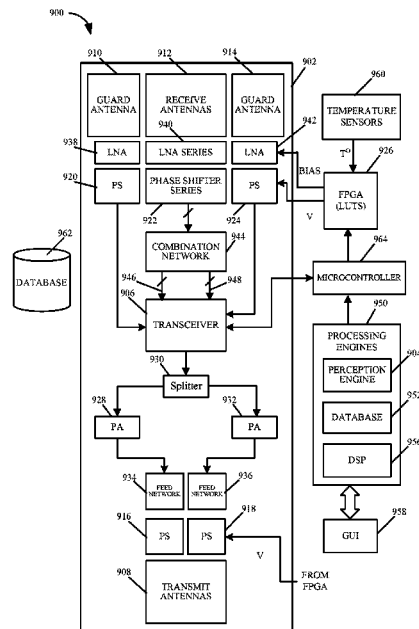 900
910
912
914
902
960
GUARD
ANTENNA
RECEIVE
ANTENNAS
GUARD
ANTENNA
TEMPERATURE
SENSORS
938
940
942
LNA
LNA SERIES
LNA
T°
926
920
BIAS
PS
PHASE SHIFTER
SERIES
PS
FPGA
(LUTS)
922
924
V
962
944
964
COMBINATION
NETWORK
DATABASE
946
948
MICROCONTROLLER
906
950
TRANSCEIVER
PROCESSING
ENGINES
930
904
Splitter
PERCEPTION
ENGINE
928
932
952
PA
PA
DATABASE
956
934
FEED
NETWORK
FEED
NETWORK
936
DSP
916
918
958
PS
PS
GUI
V
908
TRANSMIT
ANTENNAS
FROM
FPGA